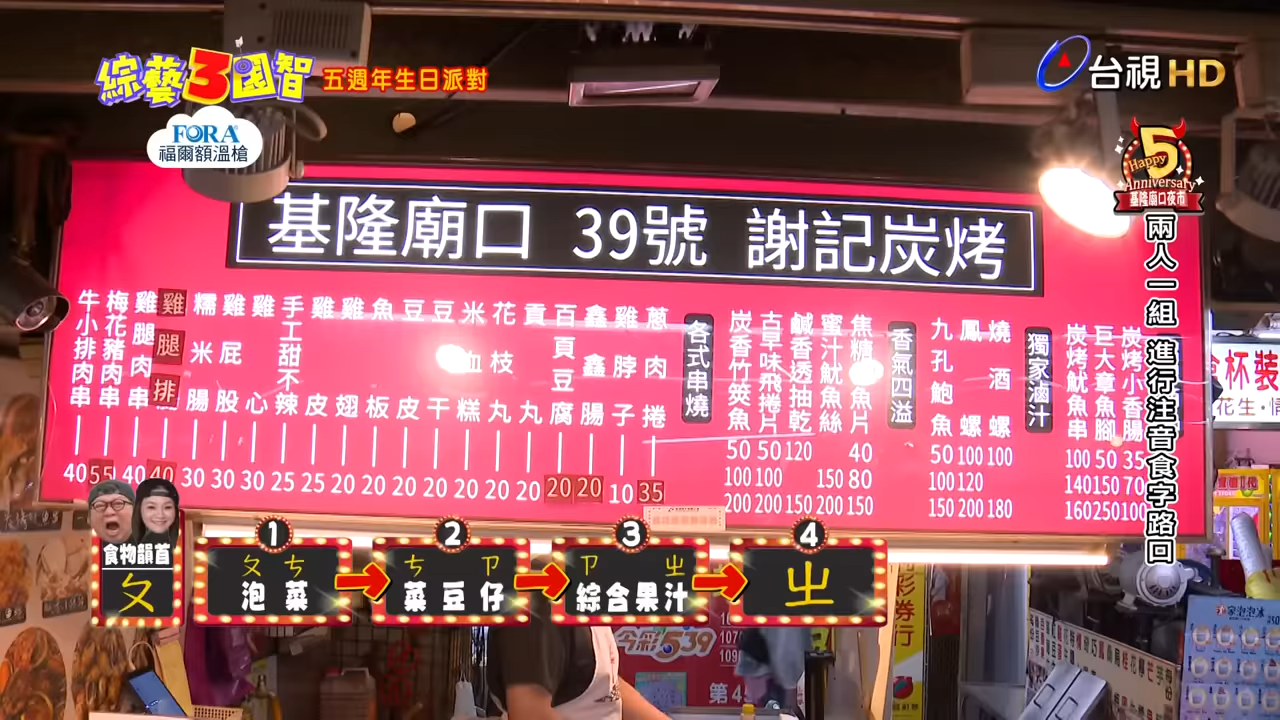 綜藝3國智 五週年生日派對
FORA
福爾額溫槍
台視HD
5
Happy
Anniversary
基隆廟口夜市
兩人一組 進行注音食字路口
基隆廟口 39號 謝記炭烤
牛小排肉串 40
梅花豬肉串 55
雞腿肉串 40
雞腿排 40
糯米腸 30
雞屁股 30
雞心 30
手工甜不辣 25
雞皮 25
雞翅 20
魚板 20
豆皮 20
豆干 20
米血糕 20
花枝丸 20
貢丸 20
百頁豆腐 20
鑫鑫腸 20
雞脖子 10
蔥肉捲 35
各式串燒
炭香竹筴魚 50 100 200
古早味飛捲片 50 100 200
鹹香透抽乾 120 150
蜜汁魷魚絲 150 200
焦糖魚片 40 80 150
香氣四溢
九孔鮑魚 50 100 150
鳳螺 100 120 200
燒酒螺 100 180
獨家滷汁
炭烤魷魚串 100 140 160
巨大章魚腳 50 150 250
炭烤小香腸 35 70 100
杯裝
花生
食物韻首
ㄆ
1
ㄆ ㄘ
泡菜
2
ㄘ ㄗ
菜豆仔
3
ㄗ ㄓ
綜合果汁
4
ㄓ
今彩539
彩券行